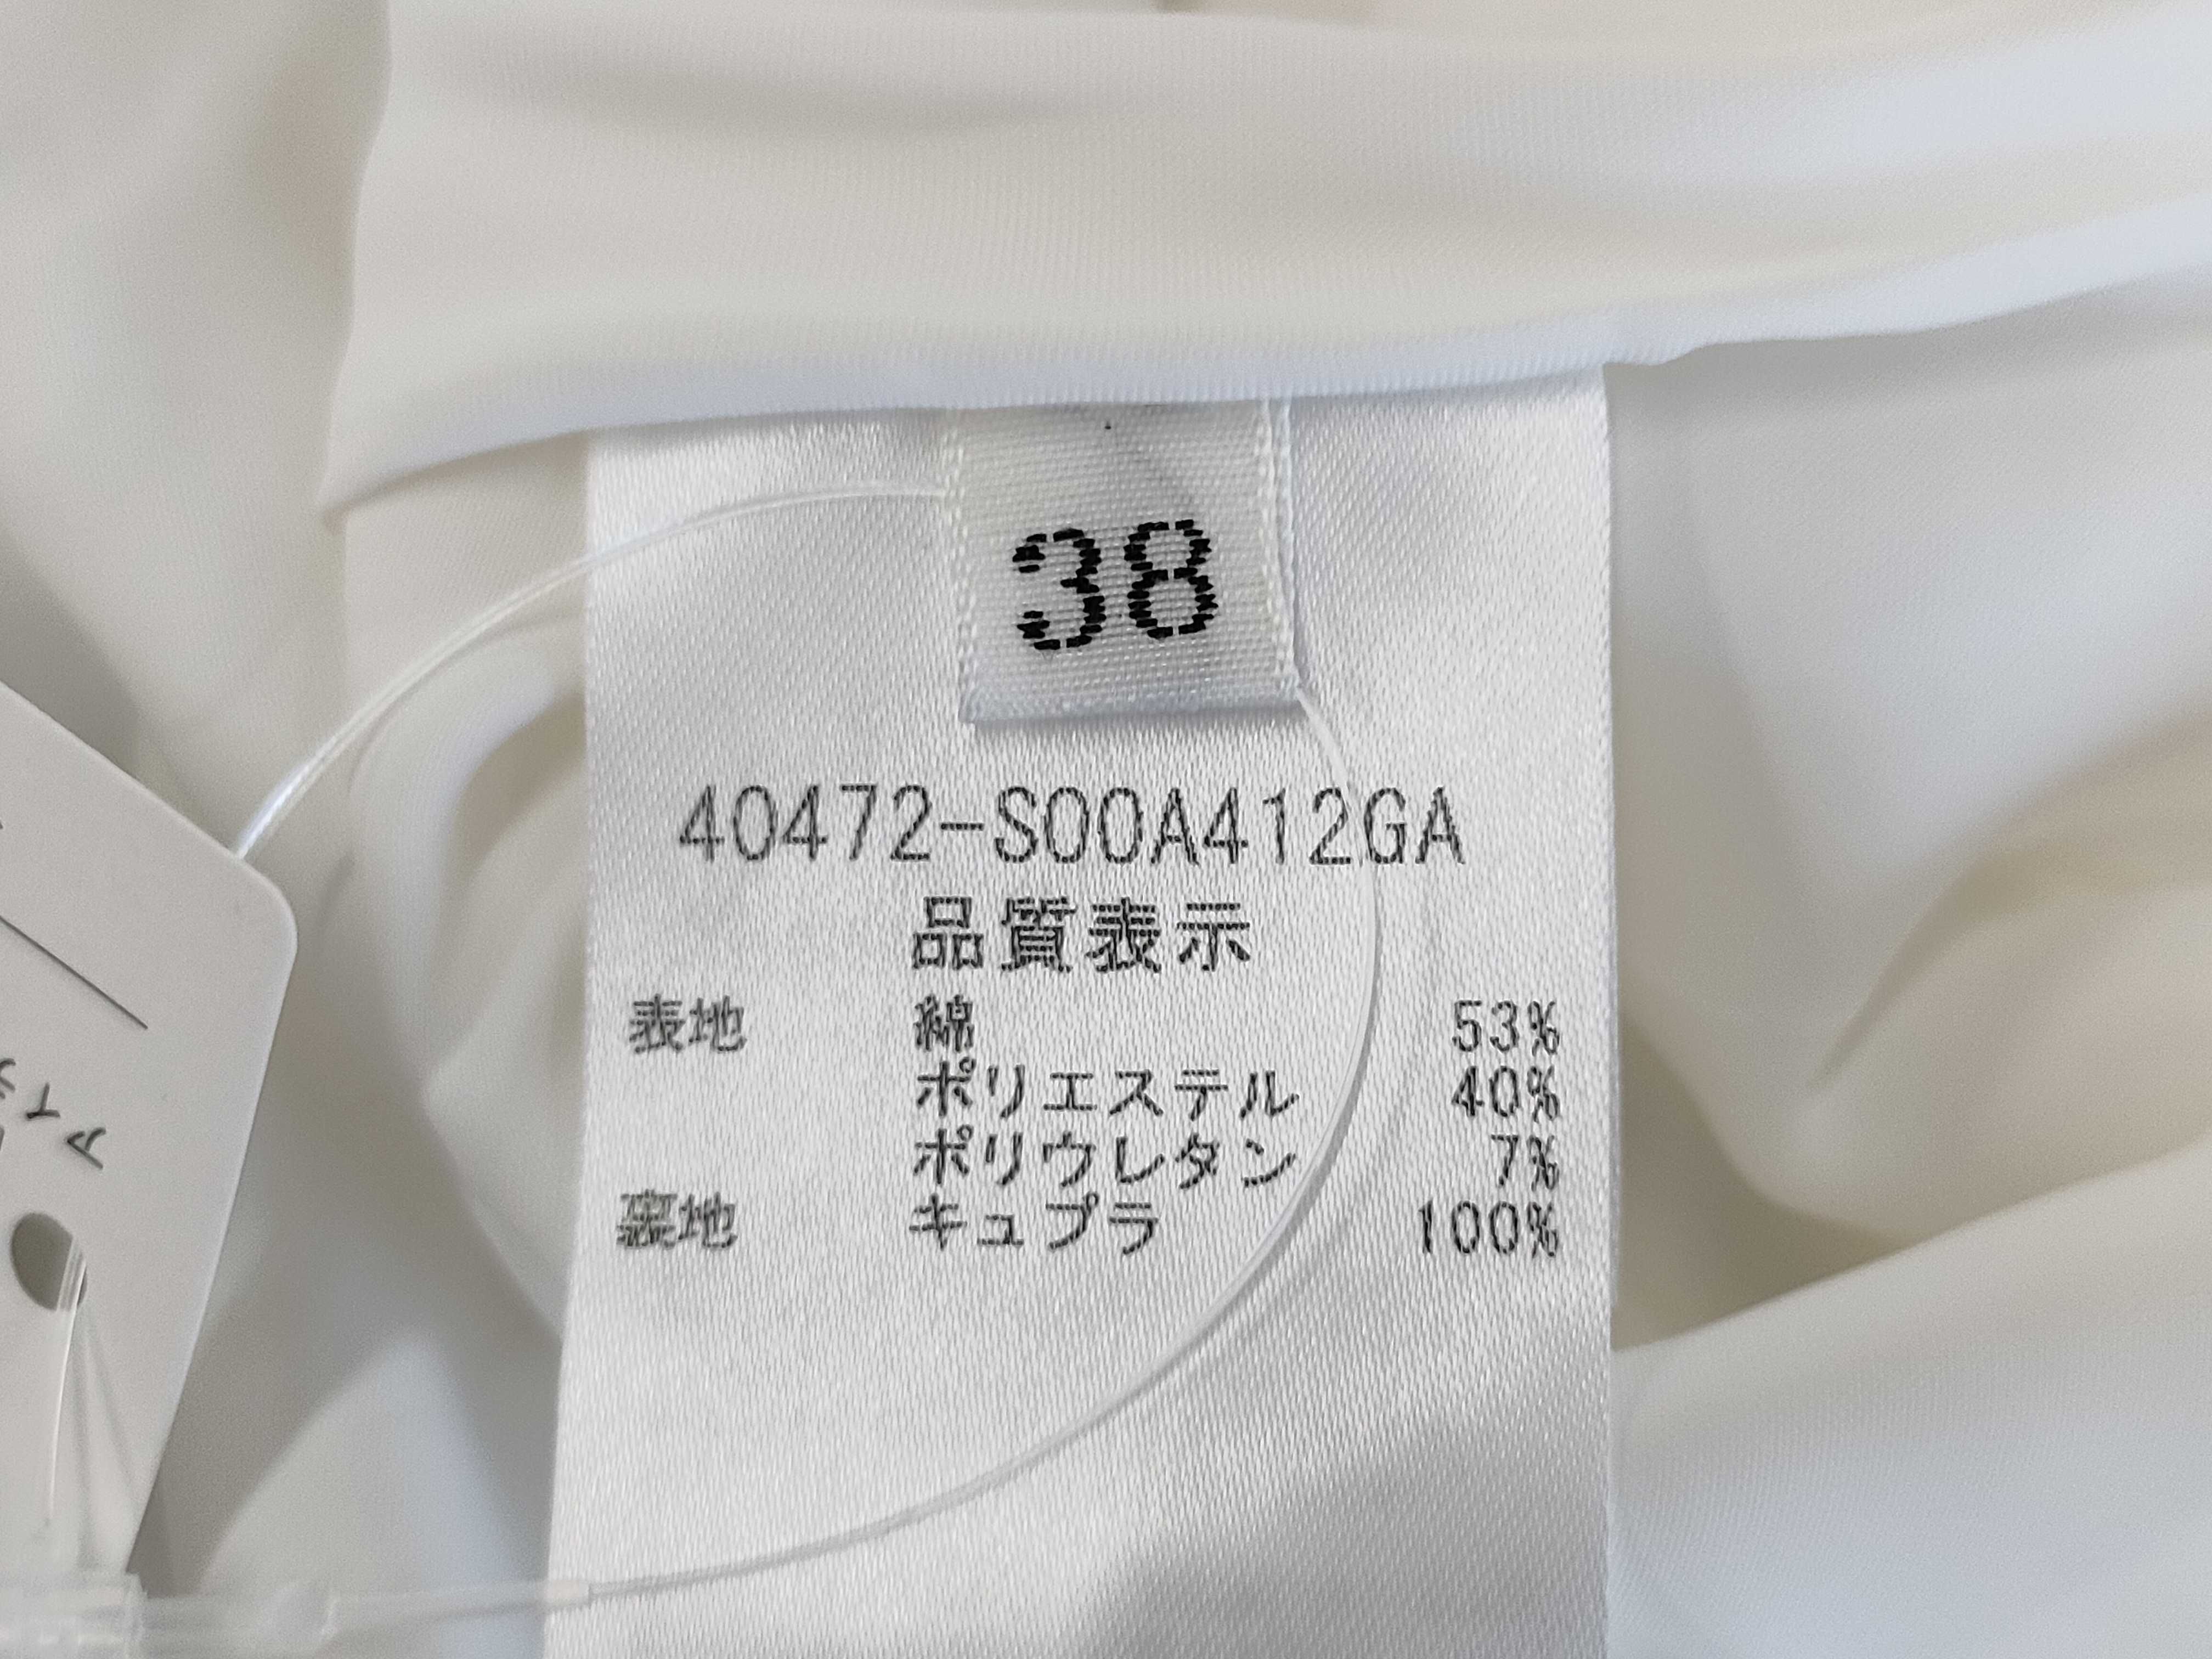 38
40472-S00A412GA
品質表示
表地 綿 53%
ポリエステル 40%
ポリウレタン 7%
裏地 キュプラ 100%